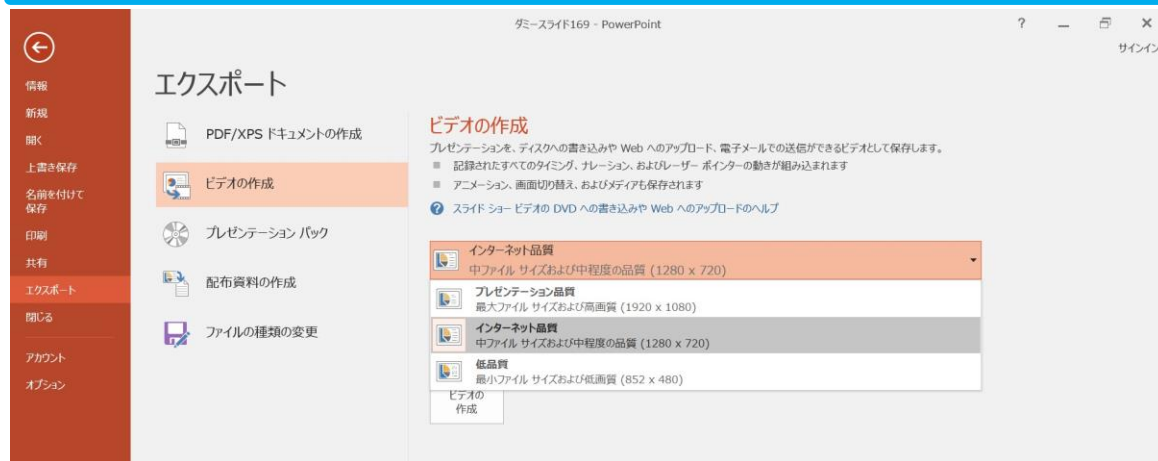 ダミースライド169 - PowerPoint
?
サインイン
情報
新規
開く
上書き保存
名前を付けて
保存
印刷
共有
エクスポート
閉じる
アカウント
オプション
エクスポート
PDF/XPS ドキュメントの作成
ビデオの作成
プレゼンテーション パック
配布資料の作成
ファイルの種類の変更
ビデオの作成
プレゼンテーションを、ディスクへの書き込みや Web へのアップロード、電子メールでの送信ができるビデオとして保存します。
記録されたすべてのタイミング、ナレーション、およびレーザー ポインターの動きが組み込まれます
アニメーション、画面切り替え、およびメディアも保存されます
スライド ショー ビデオの DVD への書き込みや Web へのアップロードのヘルプ
インターネット品質
中ファイル サイズおよび中程度の品質 (1280 x 720)
プレゼンテーション品質
最大ファイル サイズおよび高画質 (1920 x 1080)
インターネット品質
中ファイル サイズおよび中程度の品質 (1280 x 720)
低品質
最小ファイル サイズおよび低画質 (852 x 480)
ビデオの
作成